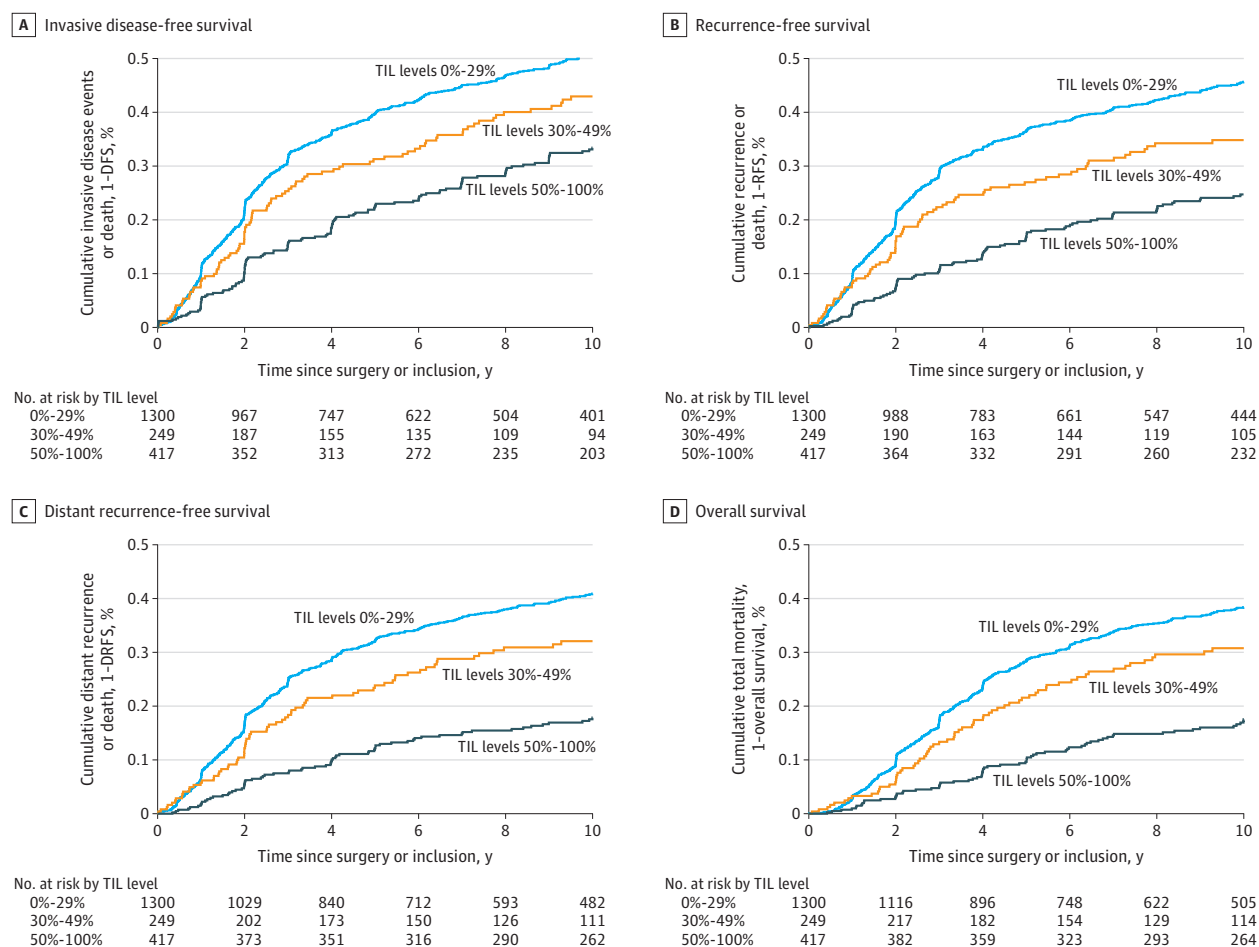 A Invasive disease-free survival
Cumulative invasive disease events
or death, 1-DFS, %
0.5
0.4
0.3
0.2
0.1
0
TIL levels 0%-29%
TIL levels 30%-49%
TIL levels 50%-100%
0 2 4 6 8 10
Time since surgery or inclusion, y
No. at risk by TIL level
0%-29% 1300 967 747 622 504 401
30%-49% 249 187 155 135 109 94
50%-100% 417 352 313 272 235 203
B Recurrence-free survival
Cumulative recurrence or
death, 1-RFS, %
0.5
0.4
0.3
0.2
0.1
0
TIL levels 0%-29%
TIL levels 30%-49%
TIL levels 50%-100%
0 2 4 6 8 10
Time since surgery or inclusion, y
No. at risk by TIL level
0%-29% 1300 988 783 661 547 444
30%-49% 249 190 163 144 119 105
50%-100% 417 364 332 291 260 232
C Distant recurrence-free survival
Cumulative distant recurrence
or death, 1-DRFS, %
0.5
0.4
0.3
0.2
0.1
0
TIL levels 0%-29%
TIL levels 30%-49%
TIL levels 50%-100%
0 2 4 6 8 10
Time since surgery or inclusion, y
No. at risk by TIL level
0%-29% 1300 1029 840 712 593 482
30%-49% 249 202 173 150 126 111
50%-100% 417 373 351 316 290 262
D Overall survival
Cumulative total mortality,
1-overall survival, %
0.5
0.4
0.3
0.2
0.1
0
TIL levels 0%-29%
TIL levels 30%-49%
TIL levels 50%-100%
0 2 4 6 8 10
Time since surgery or inclusion, y
No. at risk by TIL level
0%-29% 1300 1116 896 748 622 505
30%-49% 249 217 182 154 129 114
50%-100% 417 382 359 323 293 264